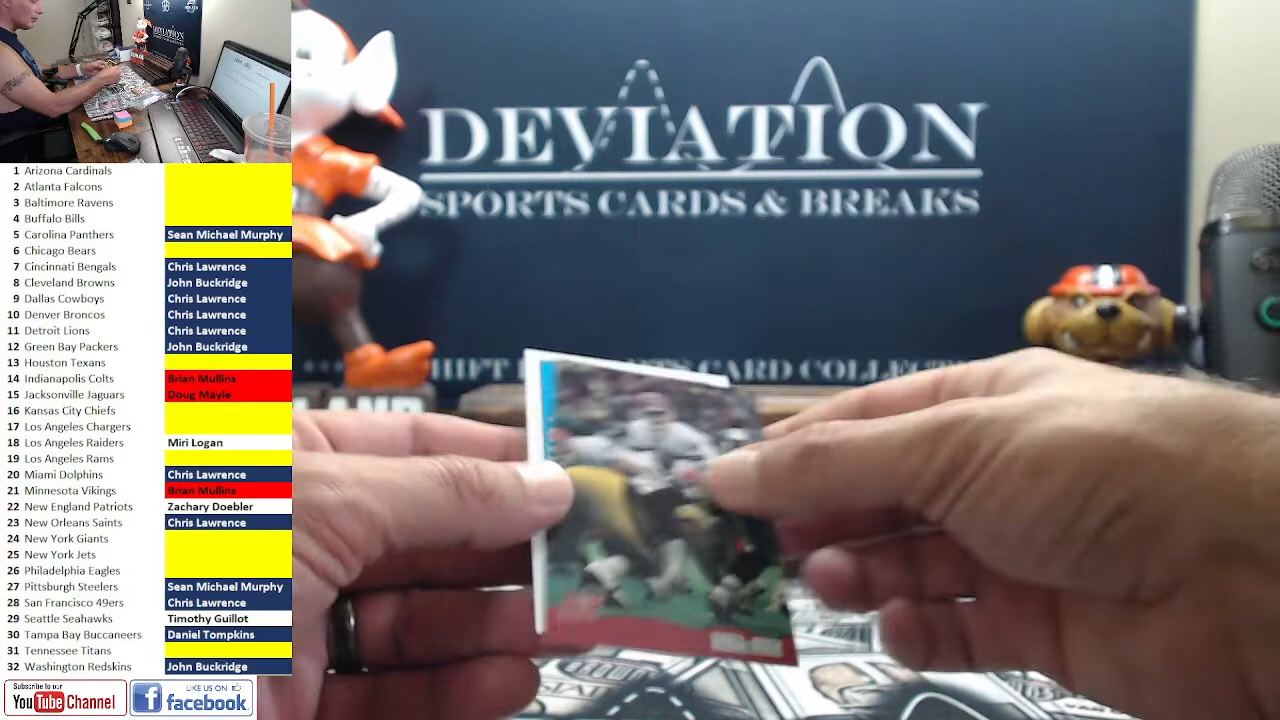 DEVIATION
SPORTS CARDS & BREAKS
1 Arizona Cardinals
2 Atlanta Falcons
3 Baltimore Ravens
4 Buffalo Bills
5 Carolina Panthers Sean Michael Murphy
6 Chicago Bears
7 Cincinnati Bengals Chris Lawrence
8 Cleveland Browns John Buckridge
9 Dallas Cowboys Chris Lawrence
10 Denver Broncos Chris Lawrence
11 Detroit Lions Chris Lawrence
12 Green Bay Packers John Buckridge
13 Houston Texans
14 Indianapolis Colts Brian Mullins
15 Jacksonville Jaguars Doug Mayle
16 Kansas City Chiefs
17 Los Angeles Chargers
18 Los Angeles Raiders Miri Logan
19 Los Angeles Rams
20 Miami Dolphins Chris Lawrence
21 Minnesota Vikings Brian Mullins
22 New England Patriots Zachary Doebler
23 New Orleans Saints Chris Lawrence
24 New York Giants
25 New York Jets
26 Philadelphia Eagles
27 Pittsburgh Steelers Sean Michael Murphy
28 San Francisco 49ers Chris Lawrence
29 Seattle Seahawks Timothy Guillot
30 Tampa Bay Buccaneers Daniel Tompkins
31 Tennessee Titans
32 Washington Redskins John Buckridge
Subscribe to our
YouTube Channel
LIKE US ON
facebook